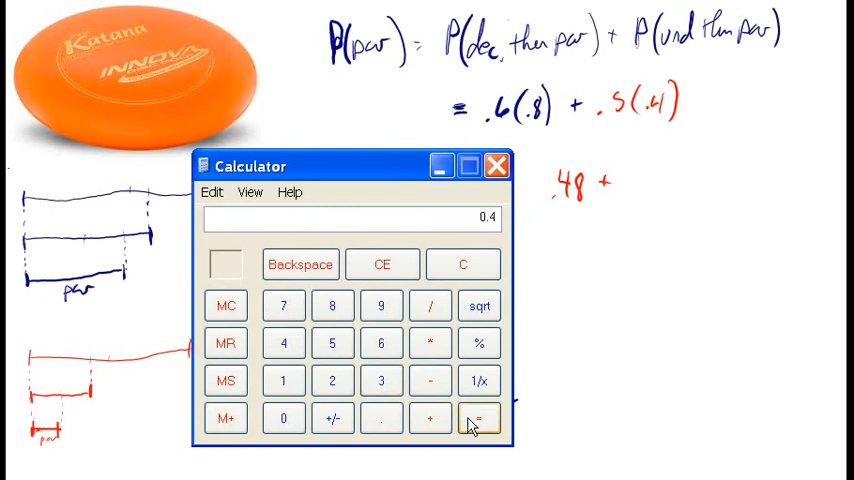 Katana
INNOVA
P(par) = P(dec, then par) + P(und then par)
= .6(.8) + .5(.4)
.48 +
Calculator
Edit View Help
0.4
Backspace CE C
MC 7 8 9 / sqrt
MR 4 5 6 * %
MS 1 2 3 - 1/x
M+ 0 +/- . + =
par
par